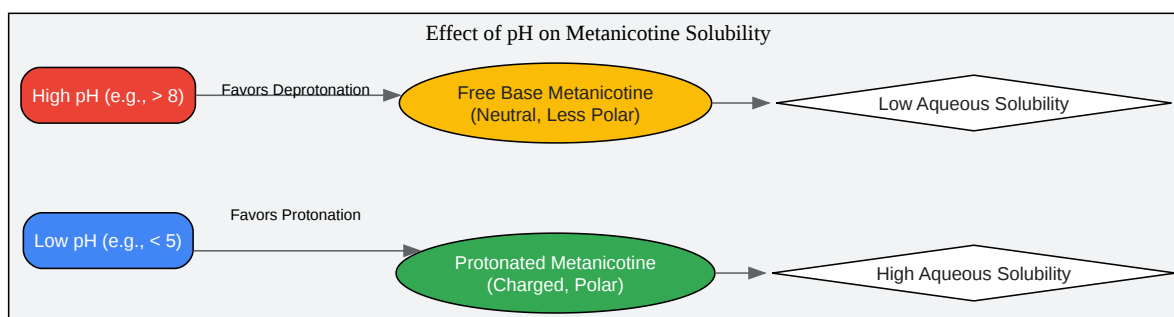 Effect of pH on Metanicotine Solubility
High pH (e.g., > 8)
Favors Deprotonation
Free Base Metanicotine
(Neutral, Less Polar)
Low Aqueous Solubility
Low pH (e.g., < 5)
Favors Protonation
Protonated Metanicotine
(Charged, Polar)
High Aqueous Solubility